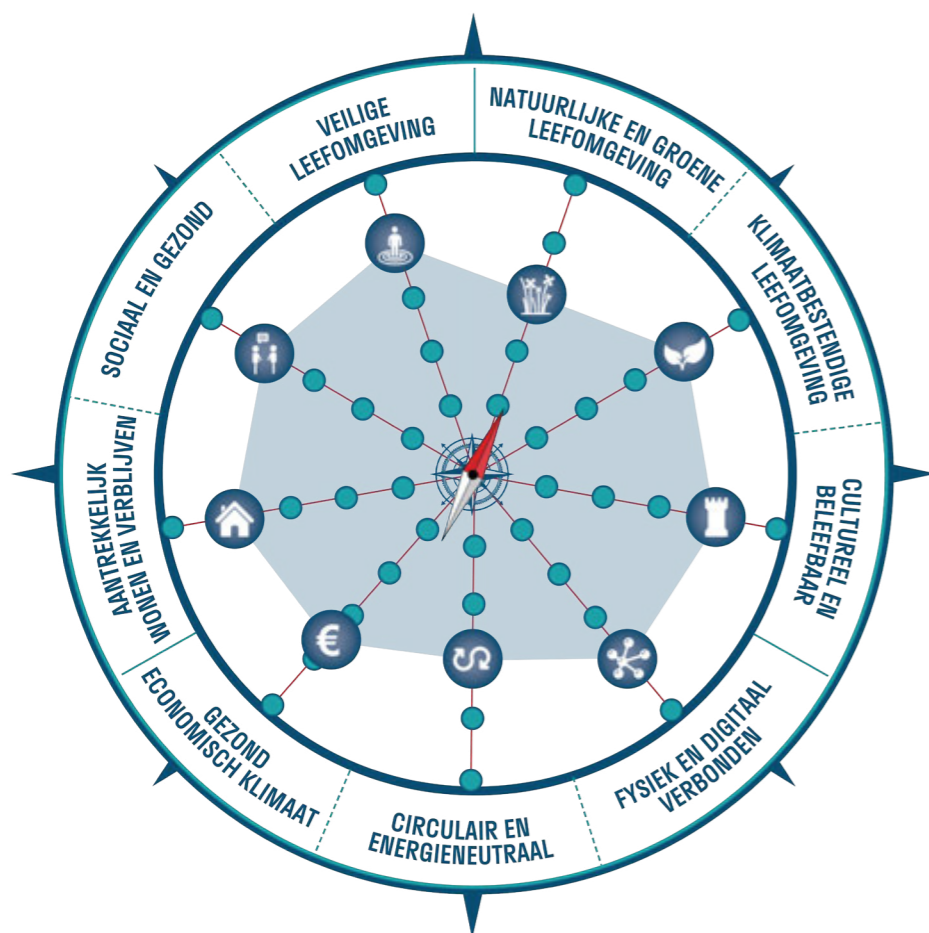 VEILIGE
LEEFOMGEVING
NATUURLIJKE EN GROENE
LEEFOMGEVING
KLIMAATBESTENDIGE
LEEFOMGEVING
CULTUREEL EN
BELEEFBAAR
FYSIEK EN DIGITAAL
VERBONDEN
CIRCULAIR EN
ENERGIENEUTRAAL
GEZOND
ECONOMISCH KLIMAAT
AANTREKKELIJK
WONEN EN VERBLIJVEN
SOCIAAL EN GEZOND
€